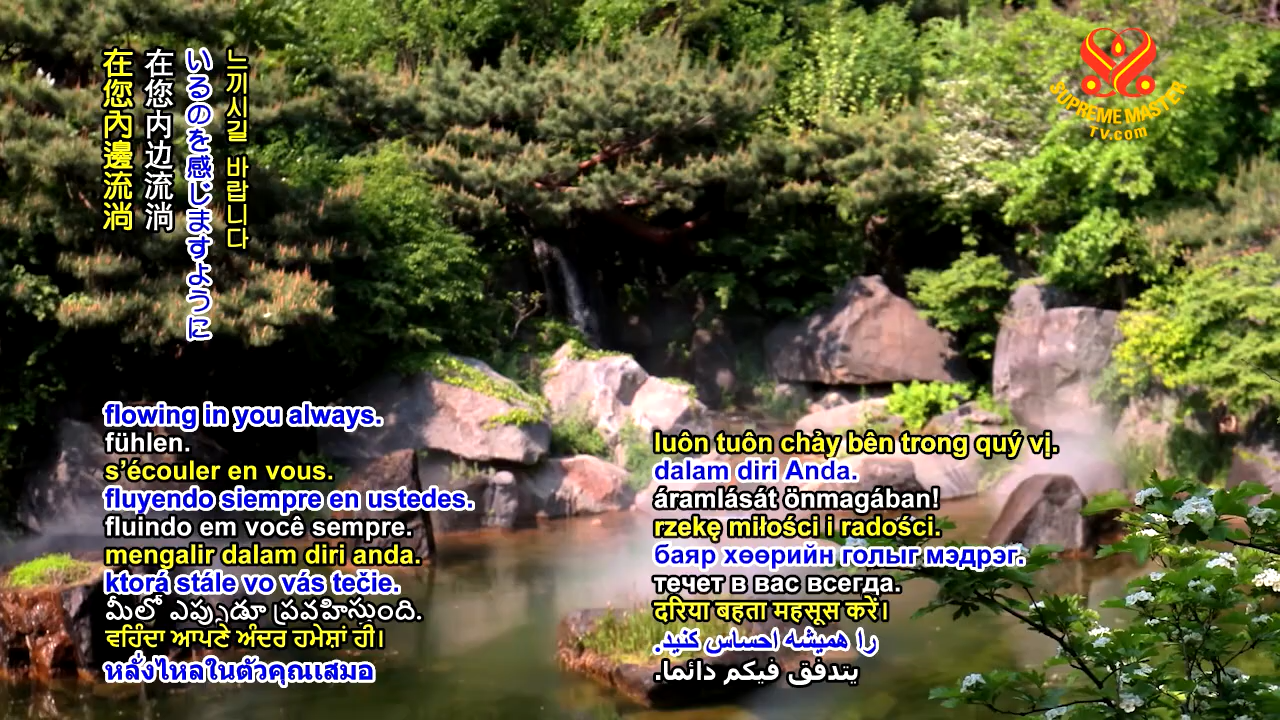 在您內邊流淌
在您内边流淌
いるのを感じますように
느끼시길 바랍니다
SUPREME MASTER
TV.com
flowing in you always.
fühlen.
s’écouler en vous.
fluyendo siempre en ustedes.
fluindo em você sempre.
mengalir dalam diri anda.
ktorá stále vo vás tečie.
మీలో ఎప్పుడూ ప్రవహిస్తుంది.
ਵਹਿੰਦਾ ਆਪਣੇ ਅੰਦਰ ਹਮੇਸ਼ਾਂ ਹੀ।
หลั่งไหลในตัวคุณเสมอ
luôn tuôn chảy bên trong quý vị.
dalam diri Anda.
áramlását önmagában!
rzekę miłości i radości.
баяр хөөрийн голыг мэдрэг.
течет в вас всегда.
दरिया बहता महसूस करें।
را همیشه احساس کنید.
يتدفق فيكم دائما.